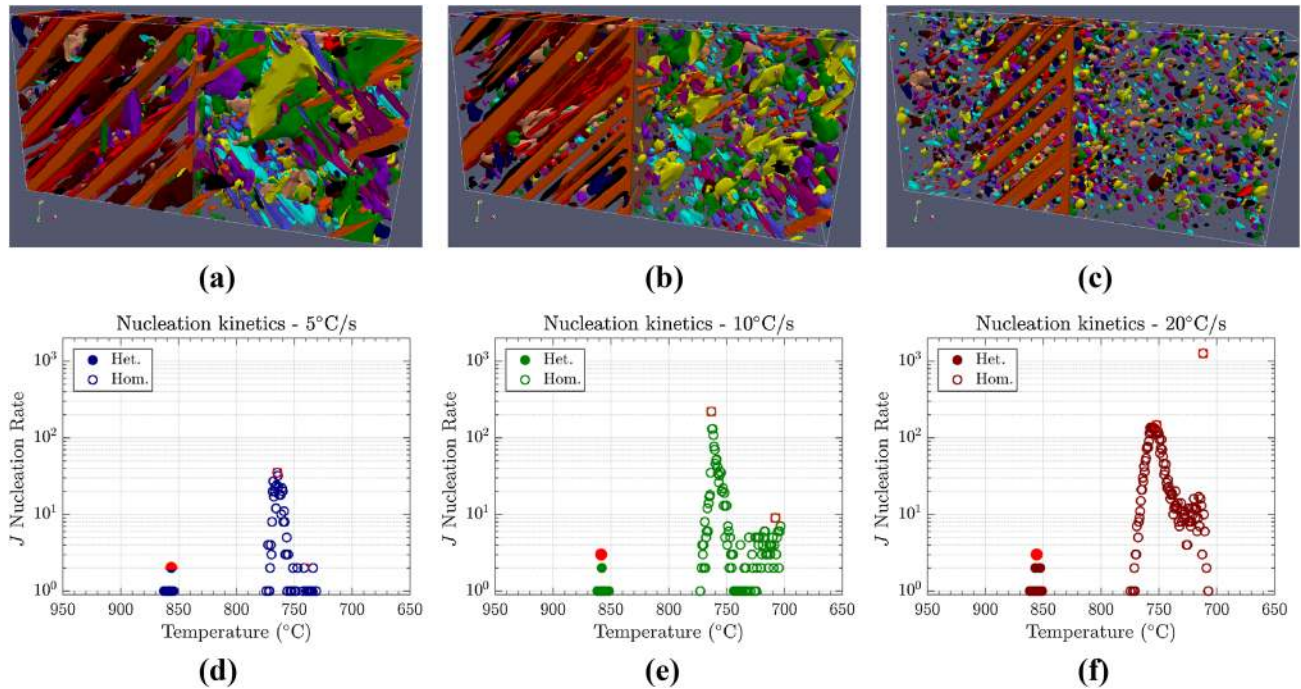 (a)
(b)
(c)
Nucleation kinetics - 5°C/s
10³
10²
10¹
10⁰
J Nucleation Rate
Het.
Hom.
950 900 850 800 750 700 650
Temperature (°C)
(d)
Nucleation kinetics - 10°C/s
10³
10²
10¹
10⁰
J Nucleation Rate
Het.
Hom.
950 900 850 800 750 700 650
Temperature (°C)
(e)
Nucleation kinetics - 20°C/s
10³
10²
10¹
10⁰
J Nucleation Rate
Het.
Hom.
950 900 850 800 750 700 650
Temperature (°C)
(f)